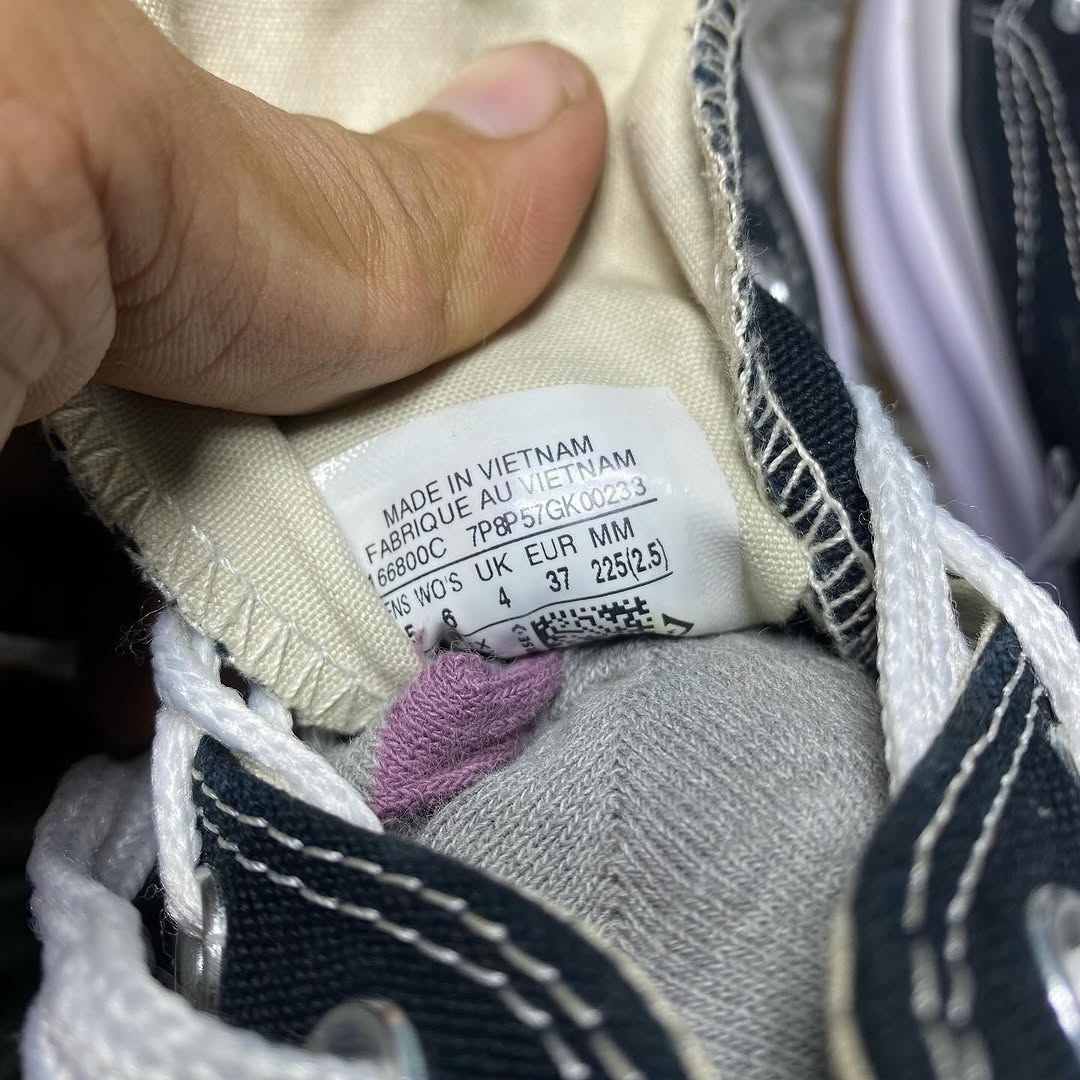 MADE IN VIETNAM
FABRIQUE AU VIETNAM
166800C 7P8P57GK00233
WO'S UK EUR MM
6 4 37 225(2.5)